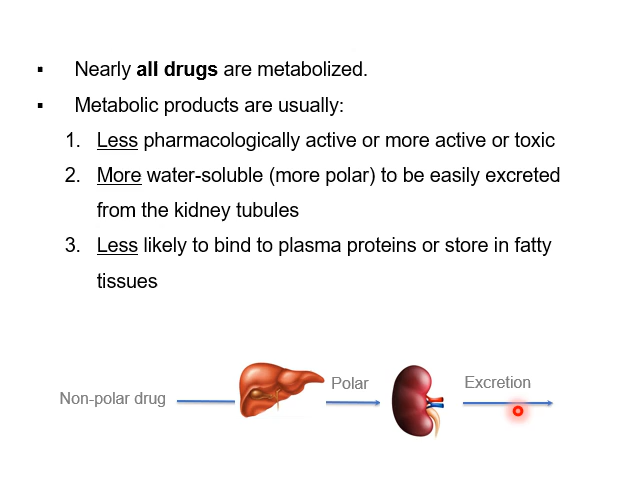 ▪ Nearly all drugs are metabolized.
▪ Metabolic products are usually:
1. Less pharmacologically active or more active or toxic
2. More water-soluble (more polar) to be easily excreted
from the kidney tubules
3. Less likely to bind to plasma proteins or store in fatty
tissues
Non-polar drug
Polar
Excretion